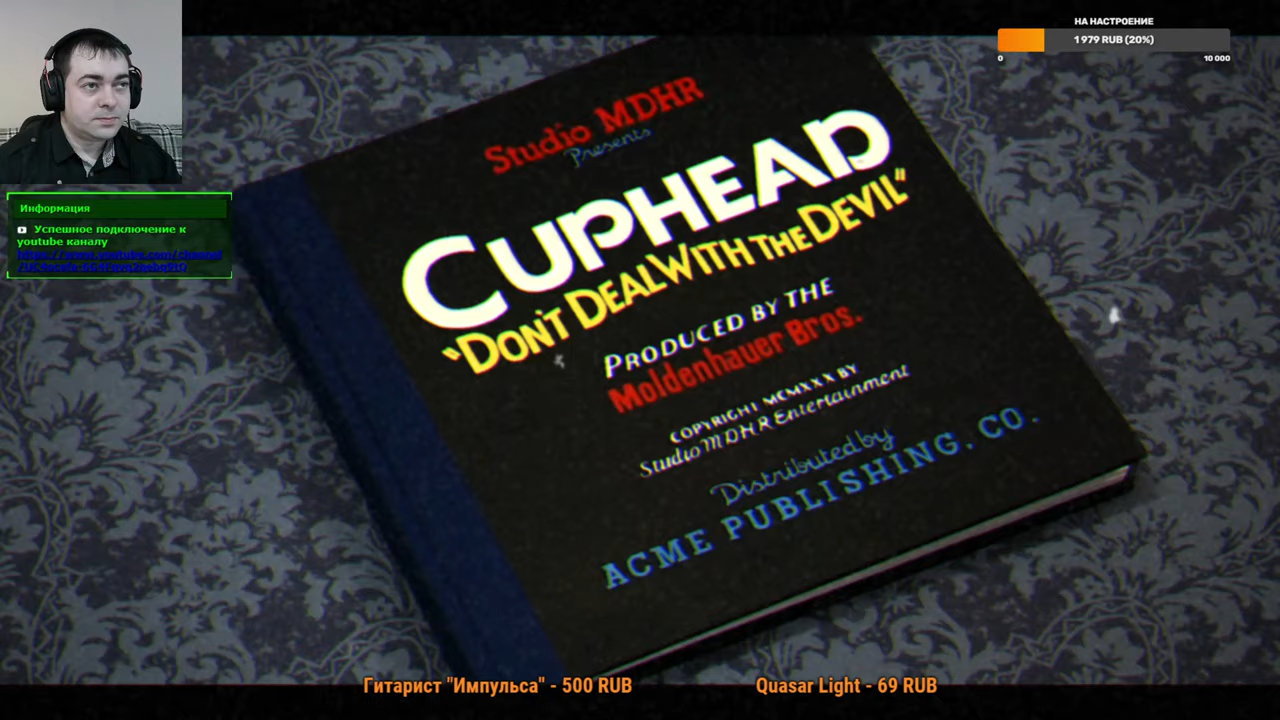 НА НАСТРОЕНИЕ
1 979 RUB (20%)
0
10 000
Информация
Успешное подключение к
youtube каналу
Studio MDHR
Presents
CUPHEAD
"DON'T DEAL WITH THE DEVIL"
PRODUCED BY THE
Moldenhauer Bros.
COPYRIGHT MCMXXX BY
Studio MDHR Entertainment
Distributed by
ACME PUBLISHING. CO.
Гитарист "Импульса" - 500 RUB
Quasar Light - 69 RUB